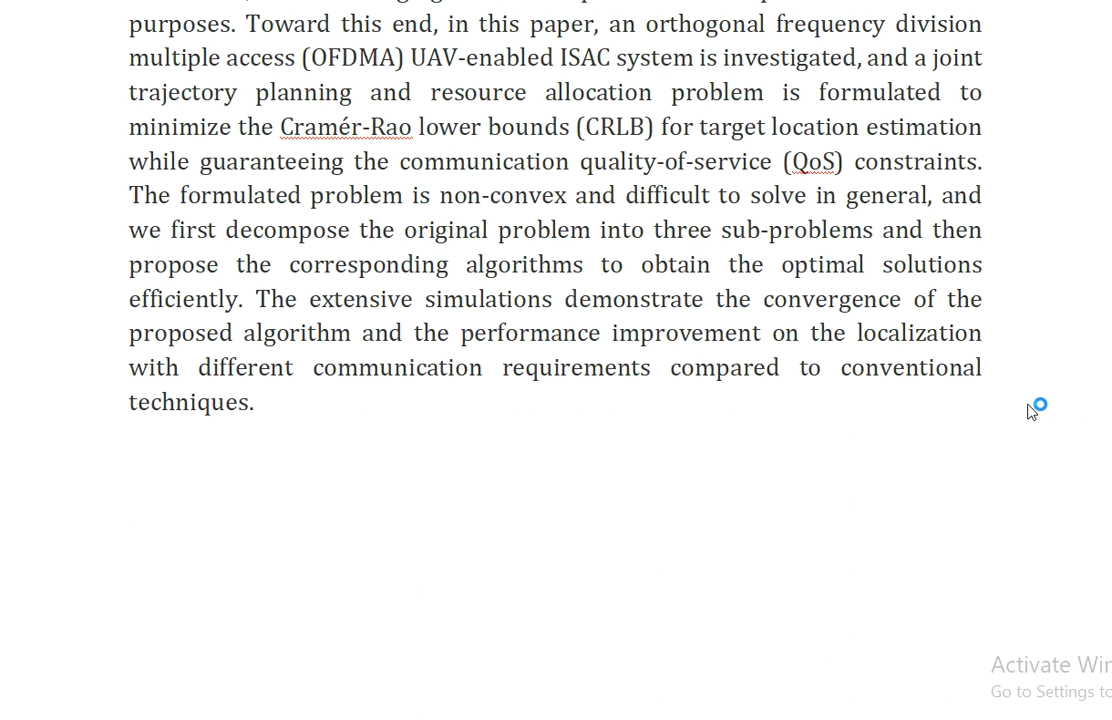 purposes. Toward this end, in this paper, an orthogonal frequency division
multiple access (OFDMA) UAV-enabled ISAC system is investigated, and a joint
trajectory planning and resource allocation problem is formulated to
minimize the Cramér-Rao lower bounds (CRLB) for target location estimation
while guaranteeing the communication quality-of-service (QoS) constraints.
The formulated problem is non-convex and difficult to solve in general, and
we first decompose the original problem into three sub-problems and then
propose the corresponding algorithms to obtain the optimal solutions
efficiently. The extensive simulations demonstrate the convergence of the
proposed algorithm and the performance improvement on the localization
with different communication requirements compared to conventional
techniques.
Activate Win
Go to Settings to